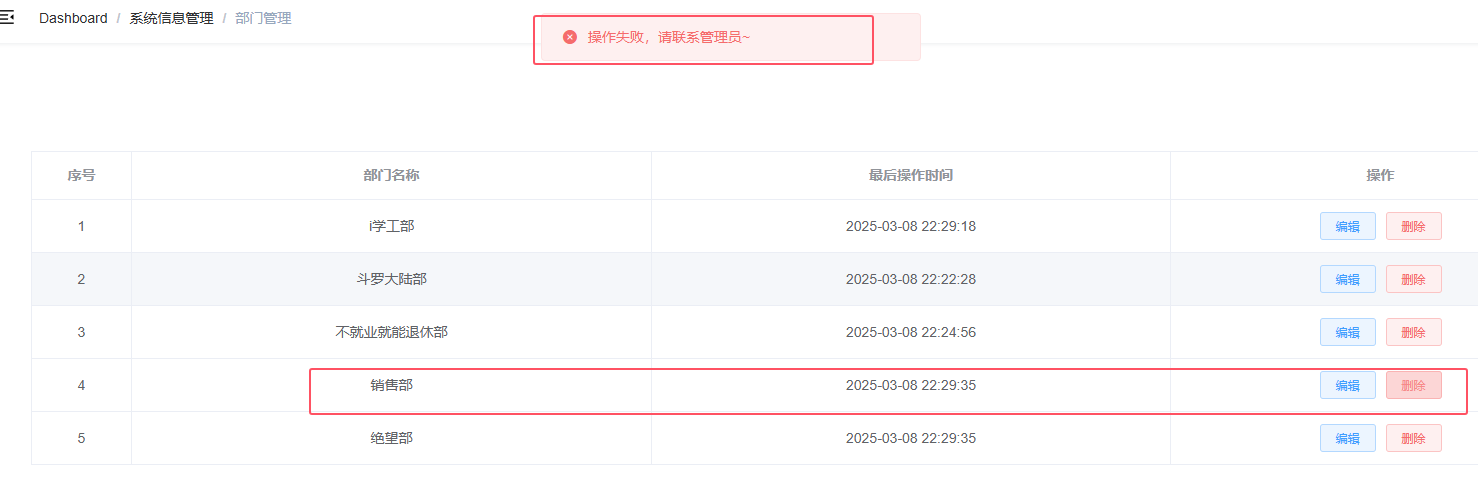 Dashboard / 系统信息管理 / 部门管理
操作失败，请联系管理员~
序号 部门名称 最后操作时间 操作
1 i学工部 2025-03-08 22:29:18 编辑 删除
2 斗罗大陆部 2025-03-08 22:22:28 编辑 删除
3 不就业就能退休部 2025-03-08 22:24:56 编辑 删除
4 销售部 2025-03-08 22:29:35 编辑 删除
5 绝望部 2025-03-08 22:29:35 编辑 删除